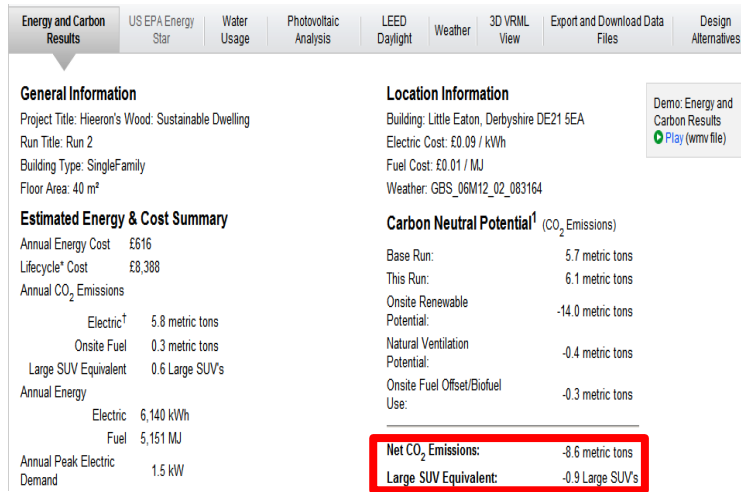 Energy and Carbon Results
US EPA Energy Star
Water Usage
Photovoltaic Analysis
LEED Daylight
Weather
3D VRML View
Export and Download Data Files
Design Alternatives
General Information
Project Title: Hieeron's Wood: Sustainable Dwelling
Run Title: Run 2
Building Type: SingleFamily
Floor Area: 40 m²
Location Information
Building: Little Eaton, Derbyshire DE21 5EA
Electric Cost: £0.09 / kWh
Fuel Cost: £0.01 / MJ
Weather: GBS_06M12_02_083164
Demo: Energy and
Carbon Results
Play (wmv file)
Estimated Energy & Cost Summary
Annual Energy Cost £616
Lifecycle* Cost £8,388
Annual CO₂ Emissions
Electric† 5.8 metric tons
Onsite Fuel 0.3 metric tons
Large SUV Equivalent 0.6 Large SUV's
Annual Energy
Electric 6,140 kWh
Fuel 5,151 MJ
Annual Peak Electric
Demand 1.5 kW
Carbon Neutral Potential¹ (CO₂ Emissions)
Base Run: 5.7 metric tons
This Run: 6.1 metric tons
Onsite Renewable
Potential: -14.0 metric tons
Natural Ventilation
Potential: -0.4 metric tons
Onsite Fuel Offset/Biofuel
Use: -0.3 metric tons
Net CO₂ Emissions: -8.6 metric tons
Large SUV Equivalent: -0.9 Large SUV's